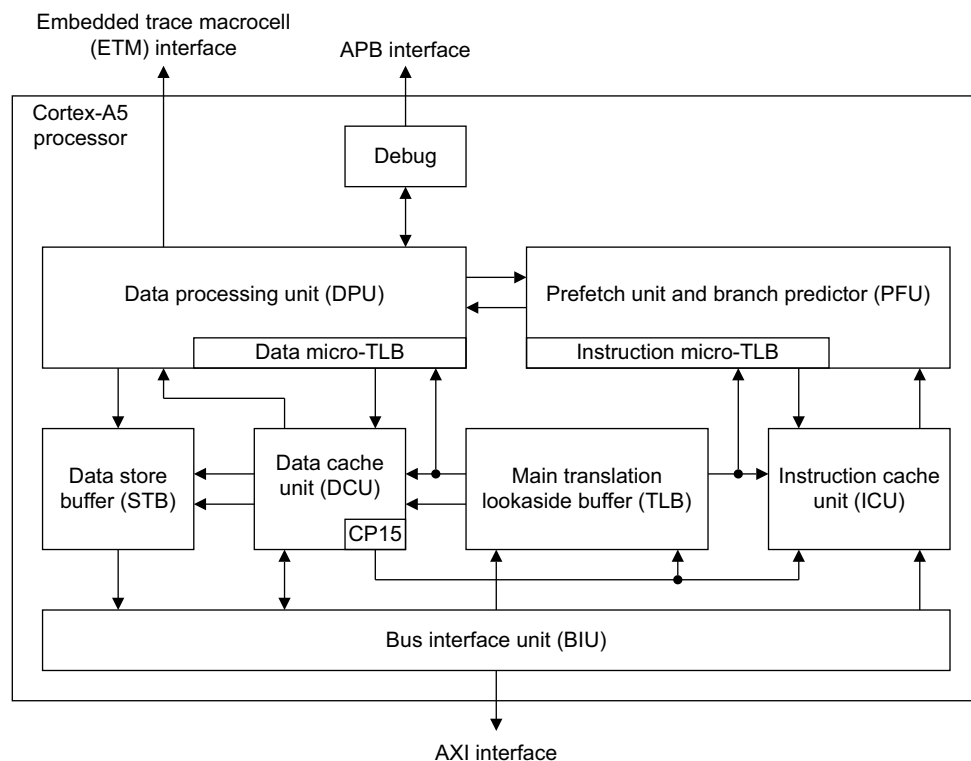 Embedded trace macrocell
(ETM) interface
APB interface
Cortex-A5
processor
Debug
Data processing unit (DPU)
Prefetch unit and branch predictor (PFU)
Data micro-TLB
Instruction micro-TLB
Data store
buffer (STB)
Data cache
unit (DCU)
CP15
Main translation
lookaside buffer (TLB)
Instruction cache
unit (ICU)
Bus interface unit (BIU)
AXI interface